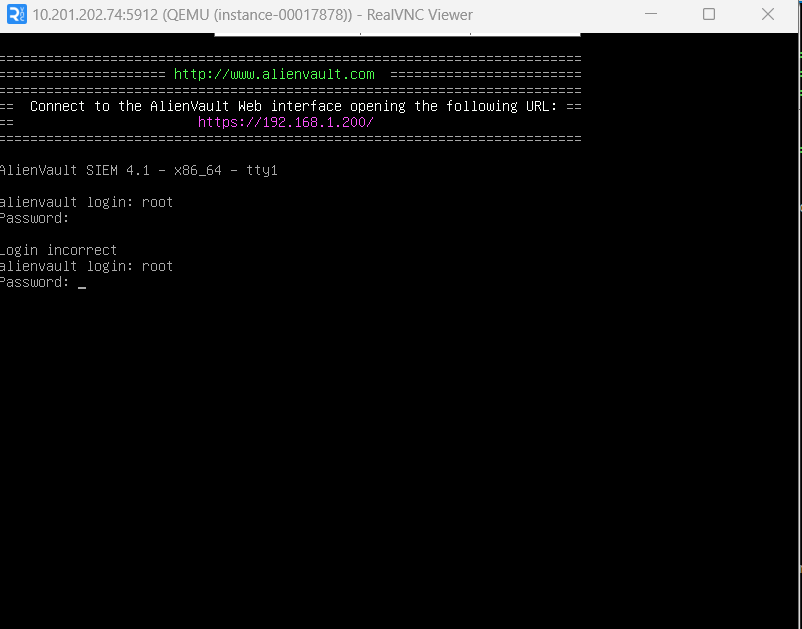 10.201.202.74:5912 (QEMU (instance-00017878)) - RealVNC Viewer
==========================================================================
===================== http://www.alienvault.com ========================
==========================================================================
== Connect to the AlienVault Web interface opening the following URL: ==
== https://192.168.1.200/
==========================================================================
AlienVault SIEM 4.1 - x86_64 - tty1
alienvault login: root
Password:
Login incorrect
alienvault login: root
Password: _